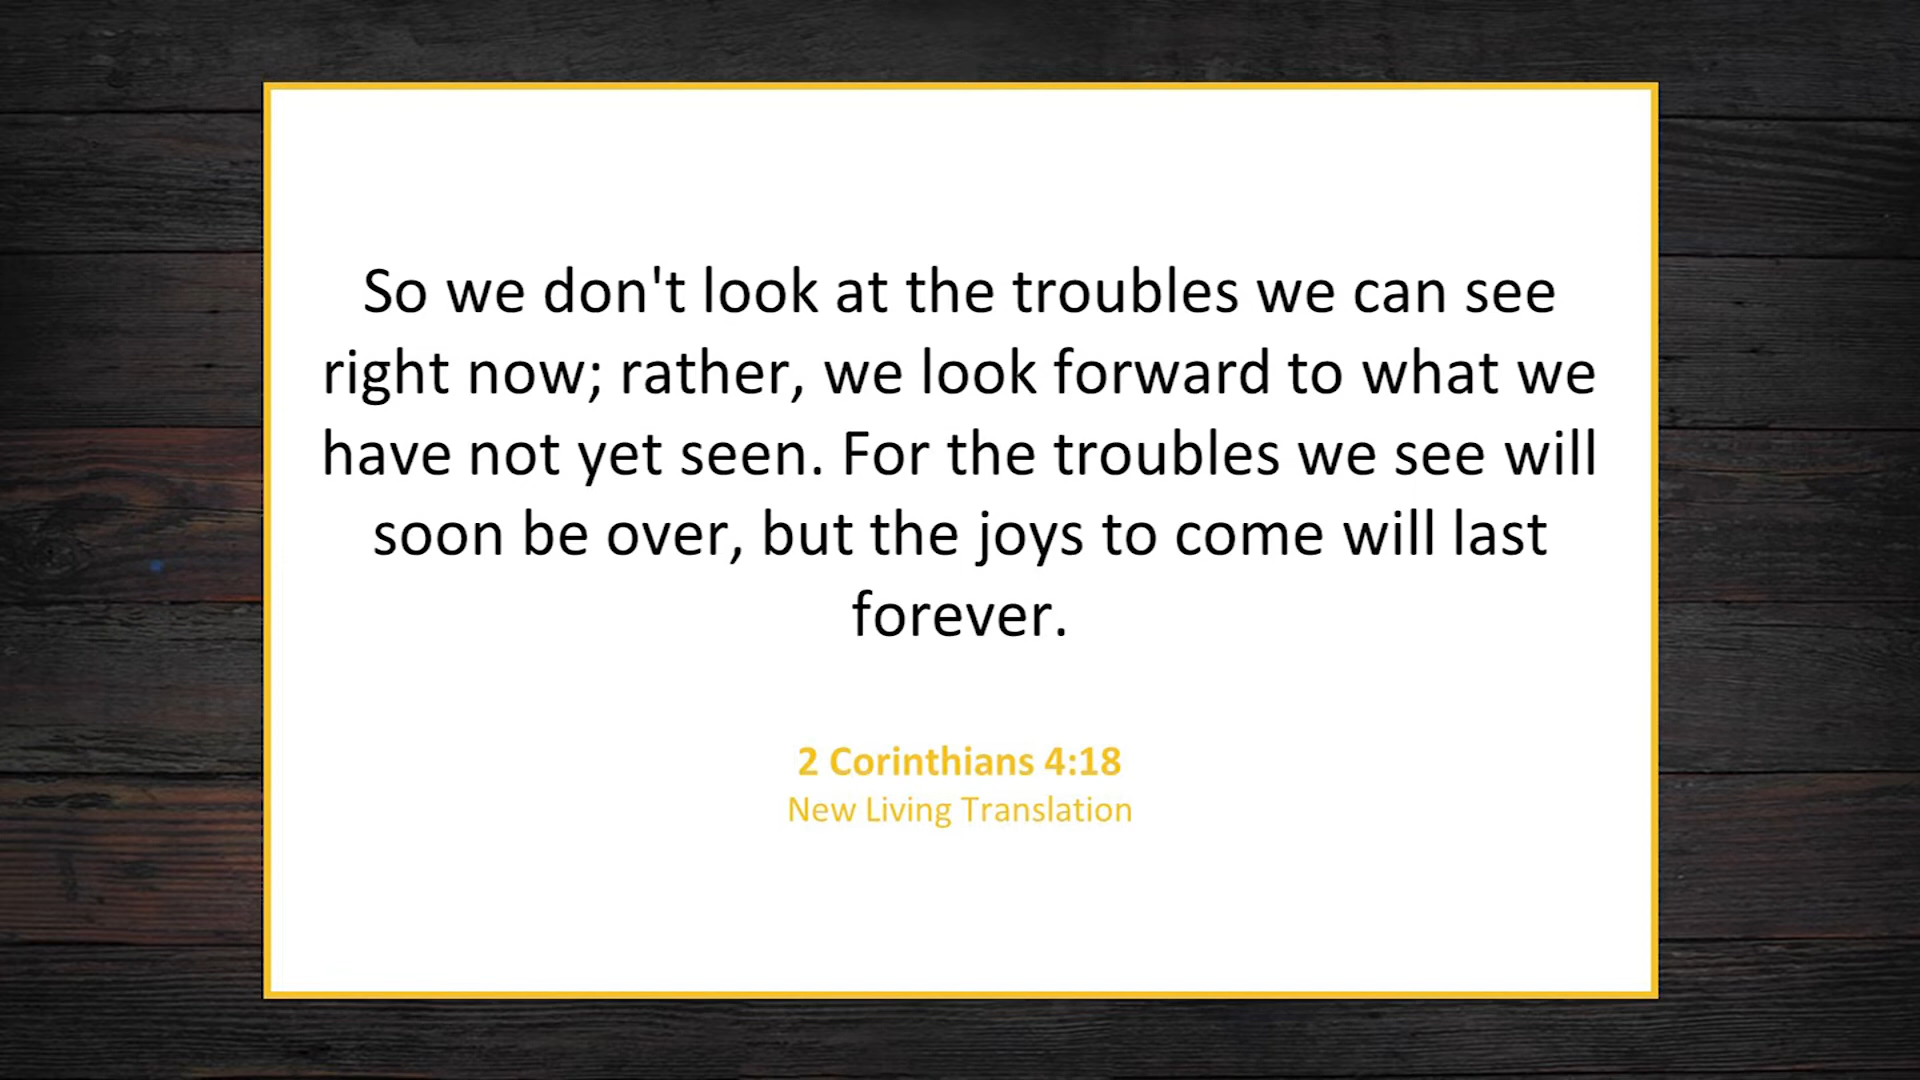 So we don't look at the troubles we can see
right now; rather, we look forward to what we
have not yet seen. For the troubles we see will
soon be over, but the joys to come will last
forever.
2 Corinthians 4:18
New Living Translation